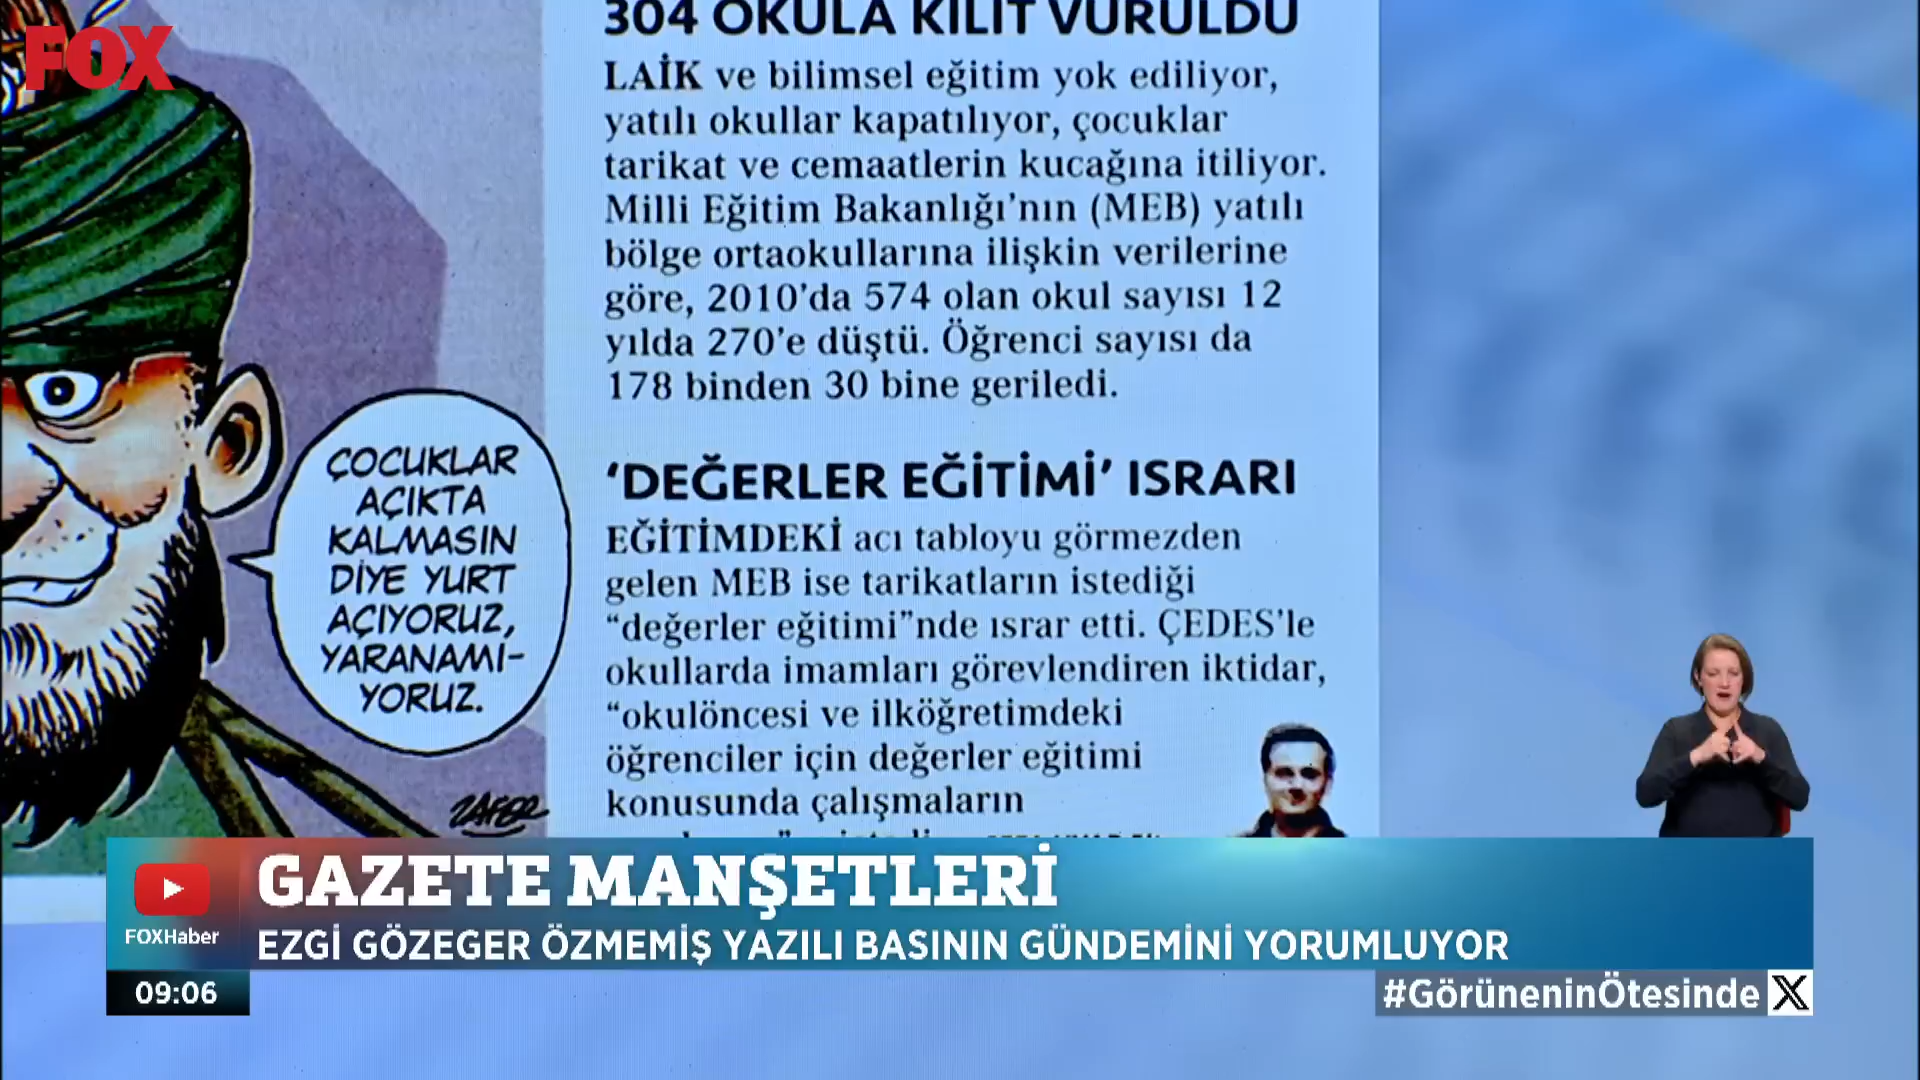 FOX
304 OKULA KİLİT VURULDU
LAİK ve bilimsel eğitim yok ediliyor,
yatılı okullar kapatılıyor, çocuklar
tarikat ve cemaatlerin kucağına itiliyor.
Milli Eğitim Bakanlığı'nın (MEB) yatılı
bölge ortaokullarına ilişkin verilerine
göre, 2010'da 574 olan okul sayısı 12
yılda 270'e düştü. Öğrenci sayısı da
178 binden 30 bine geriledi.
ÇOCUKLAR
AÇIKTA
KALMASIN
DİYE YURT
AÇIYORUZ,
YARANAMI-
YORUZ.
ZAFER
'DEĞERLER EĞİTİMİ' ISRARI
EĞİTİMDEKİ acı tabloyu görmezden
gelen MEB ise tarikatların istediği
“değerler eğitimi”nde ısrar etti. ÇEDES'le
okullarda imamları görevlendiren iktidar,
“okulöncesi ve ilköğretimdeki
öğrenciler için değerler eğitimi
konusunda çalışmaların
GAZETE MANŞETLERİ
FOXHaber
EZGİ GÖZEGER ÖZMEMİŞ YAZILI BASININ GÜNDEMİNİ YORUMLUYOR
09:06
#GörüneninÖtesinde X